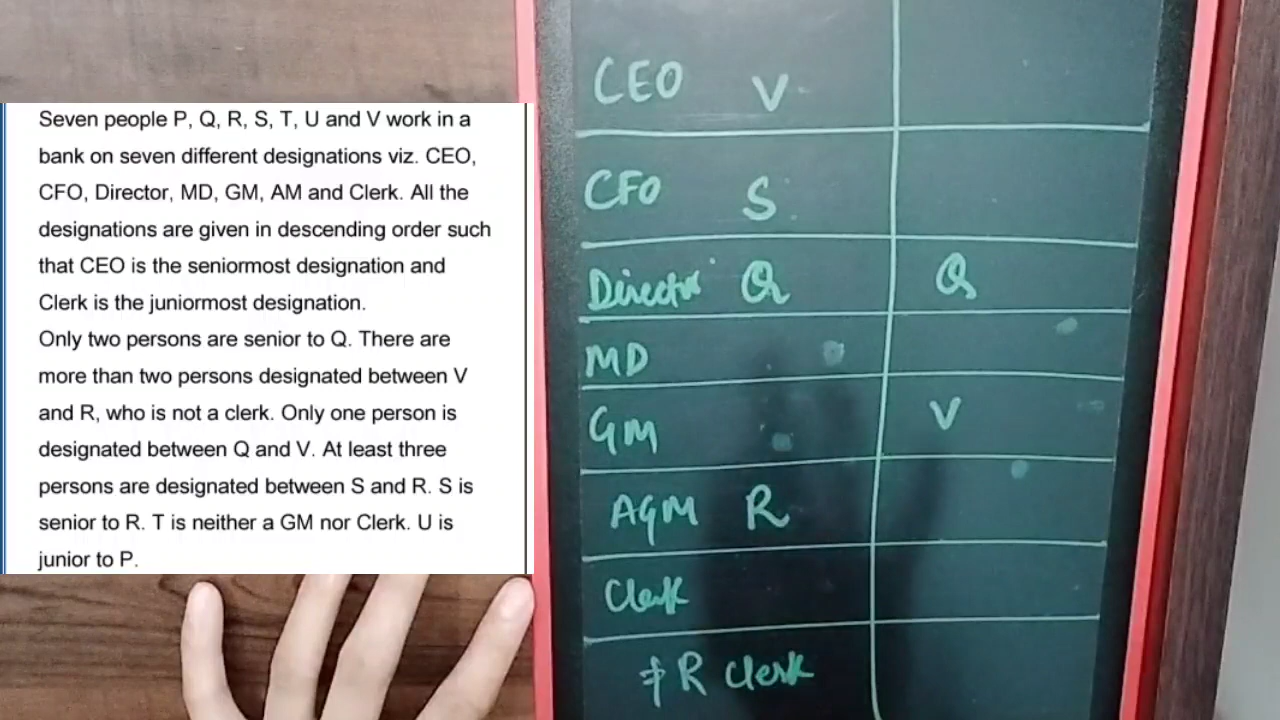 Seven people P, Q, R, S, T, U and V work in a
bank on seven different designations viz. CEO,
CFO, Director, MD, GM, AM and Clerk. All the
designations are given in descending order such
that CEO is the seniormost designation and
Clerk is the juniormost designation.
Only two persons are senior to Q. There are
more than two persons designated between V
and R, who is not a clerk. Only one person is
designated between Q and V. At least three
persons are designated between S and R. S is
senior to R. T is neither a GM nor Clerk. U is
junior to P.
CEO V
CFO S
Director Q Q
MD
GM V
AGM R
Clerk
≠ R Clerk